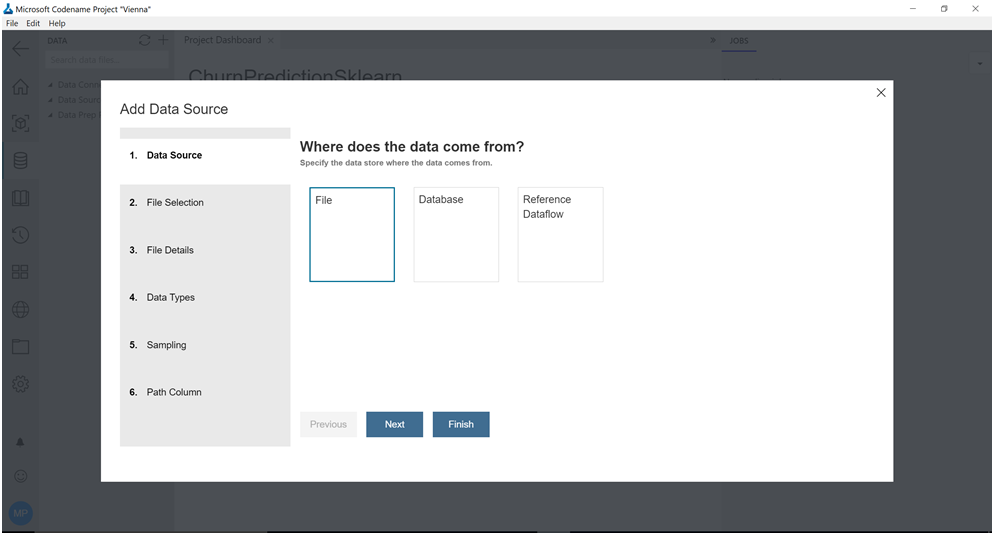 Microsoft Codename Project "Vienna"
File Edit Help
DATA
Project Dashboard
JOBS
Search data files...
ChurnPredictionSklearn
Data Conne
Data Sourc
Data Prep
Add Data Source
1. Data Source
2. File Selection
3. File Details
4. Data Types
5. Sampling
6. Path Column
Where does the data come from?
Specify the data store where the data comes from.
File
Database
Reference
Dataflow
Previous
Next
Finish
MP